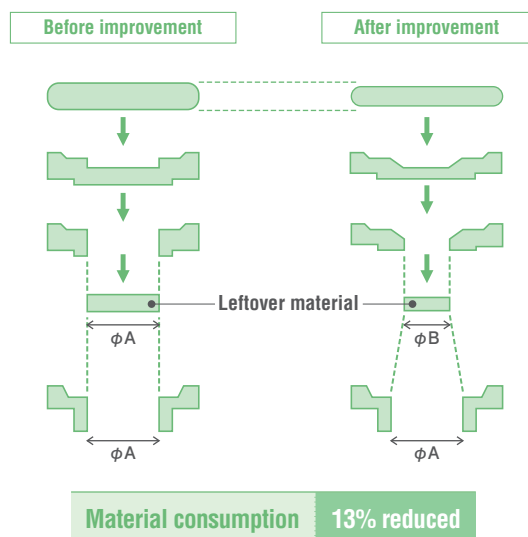 Before improvement
After improvement
Leftover material
φA
φB
φA
φA
Material consumption
13% reduced